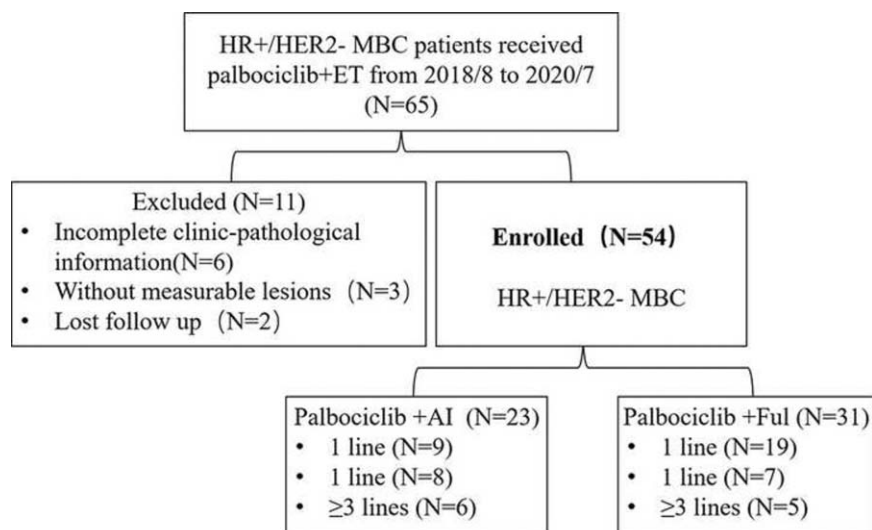 HR+/HER2- MBC patients received
palbociclib+ET from 2018/8 to 2020/7
(N=65)
Excluded (N=11)
• Incomplete clinic-pathological
information(N=6)
• Without measurable lesions (N=3)
• Lost follow up (N=2)
Enrolled (N=54)
HR+/HER2- MBC
Palbociclib +AI (N=23)
• 1 line (N=9)
• 1 line (N=8)
• ≥3 lines (N=6)
Palbociclib +Ful (N=31)
• 1 line (N=19)
• 1 line (N=7)
• ≥3 lines (N=5)